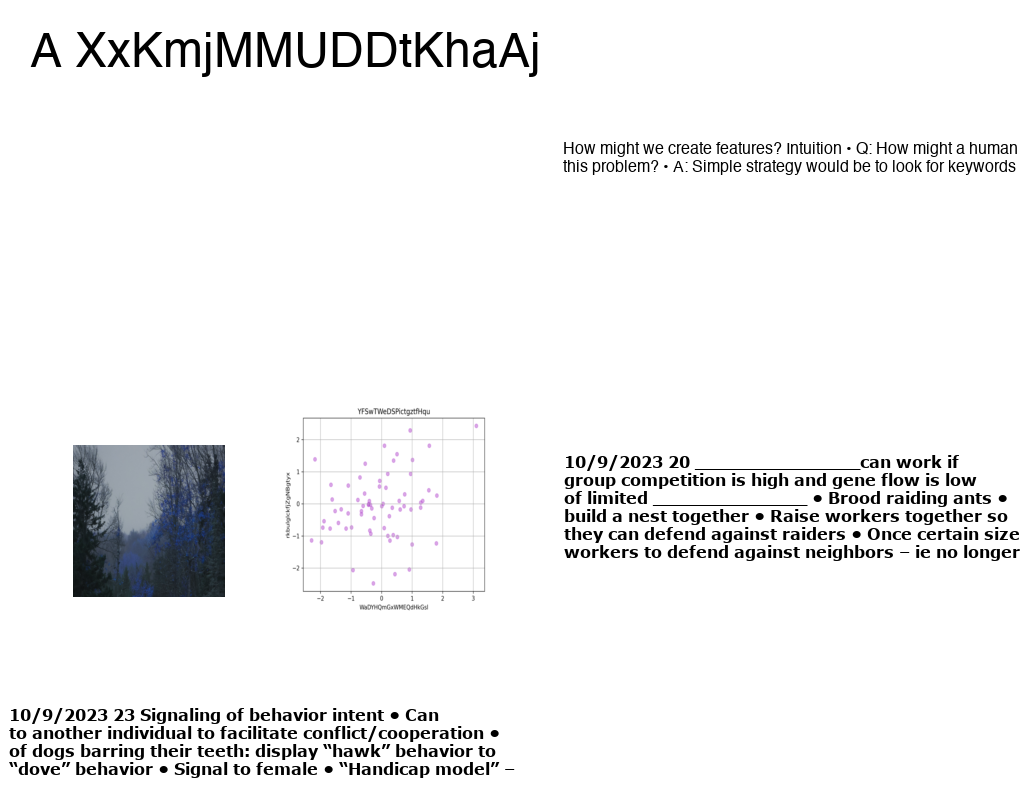 A XxKmjMMUDDtKhaAj
How might we create features? Intuition • Q: How might a human
this problem? • A: Simple strategy would be to look for keywords
YFSwTWeDSPictgztfHqu
2
1
0
−1
−2
−2 −1 0 1 2 3
WaDYHQmGxWMEQdHkGsl
10/9/2023 20 __________________can work if
group competition is high and gene flow is low
of limited _________________ • Brood raiding ants •
build a nest together • Raise workers together so
they can defend against raiders • Once certain size
workers to defend against neighbors – ie no longer
10/9/2023 23 Signaling of behavior intent • Can
to another individual to facilitate conflict/cooperation •
of dogs barring their teeth: display “hawk” behavior to
“dove” behavior • Signal to female • “Handicap model” –